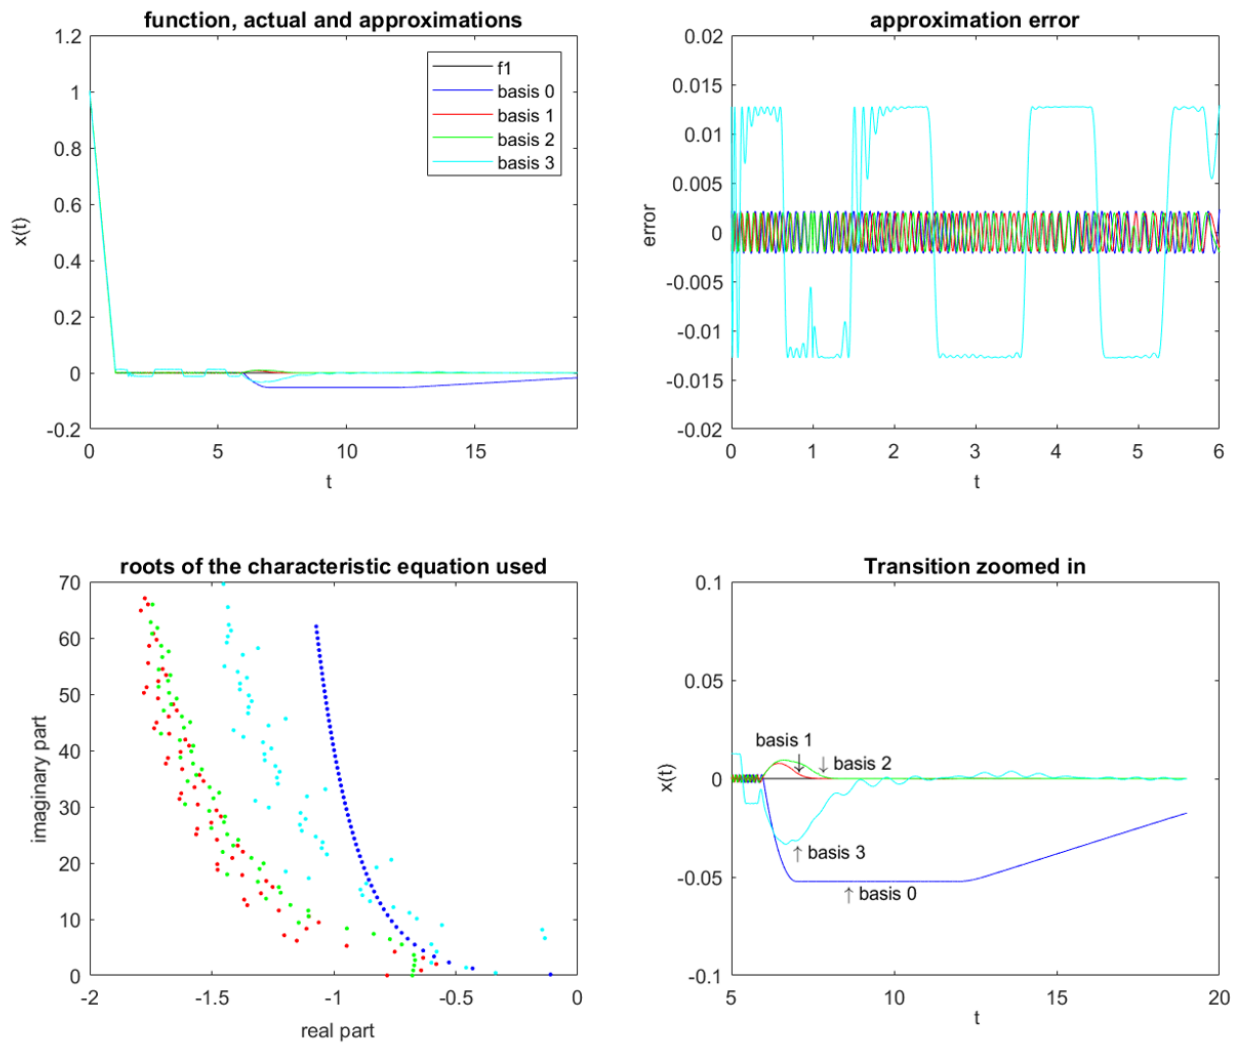 function, actual and approximations
1.2
1
0.8
0.6
0.4
0.2
0
-0.2
x(t)
f1
basis 0
basis 1
basis 2
basis 3
0
5
10
15
t
approximation error
0.02
0.015
0.01
0.005
0
-0.005
-0.01
-0.015
-0.02
error
0
1
2
3
4
5
6
t
roots of the characteristic equation used
70
60
50
40
30
20
10
0
imaginary part
-2
-1.5
-1
-0.5
0
real part
Transition zoomed in
0.1
0.05
0
-0.05
-0.1
x(t)
basis 1
↓
↓ basis 2
↑ basis 3
↑ basis 0
5
10
15
20
t